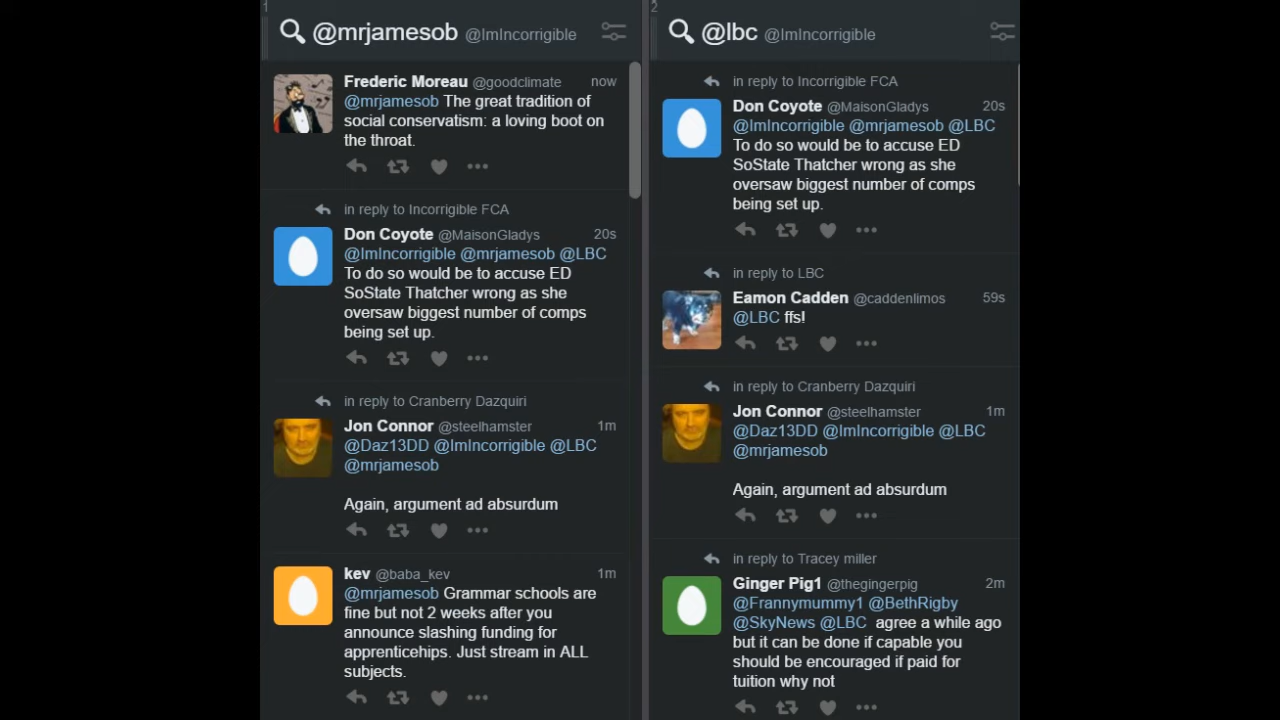 1
@mrjamesob @ImIncorrigible
Frederic Moreau @goodclimate now
@mrjamesob The great tradition of
social conservatism: a loving boot on
the throat.
in reply to Incorrigible FCA
Don Coyote @MaisonGladys 20s
@ImIncorrigible @mrjamesob @LBC
To do so would be to accuse ED
SoState Thatcher wrong as she
oversaw biggest number of comps
being set up.
in reply to Cranberry Dazquiri
Jon Connor @steelhamster 1m
@Daz13DD @ImIncorrigible @LBC
@mrjamesob
Again, argument ad absurdum
kev @baba_kev 1m
@mrjamesob Grammar schools are
fine but not 2 weeks after you
announce slashing funding for
apprenticehips. Just stream in ALL
subjects.
2
@lbc @ImIncorrigible
in reply to Incorrigible FCA
Don Coyote @MaisonGladys 20s
@ImIncorrigible @mrjamesob @LBC
To do so would be to accuse ED
SoState Thatcher wrong as she
oversaw biggest number of comps
being set up.
in reply to LBC
Eamon Cadden @caddenlimos 59s
@LBC ffs!
in reply to Cranberry Dazquiri
Jon Connor @steelhamster 1m
@Daz13DD @ImIncorrigible @LBC
@mrjamesob
Again, argument ad absurdum
in reply to Tracey miller
Ginger Pig1 @thegingerpig 2m
@Frannymummy1 @BethRigby
@SkyNews @LBC agree a while ago
but it can be done if capable you
should be encouraged if paid for
tuition why not